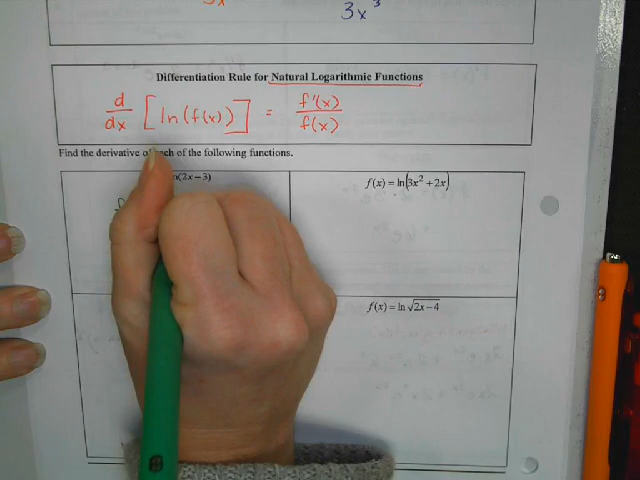 3x³
Differentiation Rule for Natural Logarithmic Functions
d/dx [ln(f(x))] = f'(x)/f(x)
Find the derivative of each of the following functions.
(2x−3)
f(x) = ln(3x² + 2x)
f(x) = ln √(2x−4)